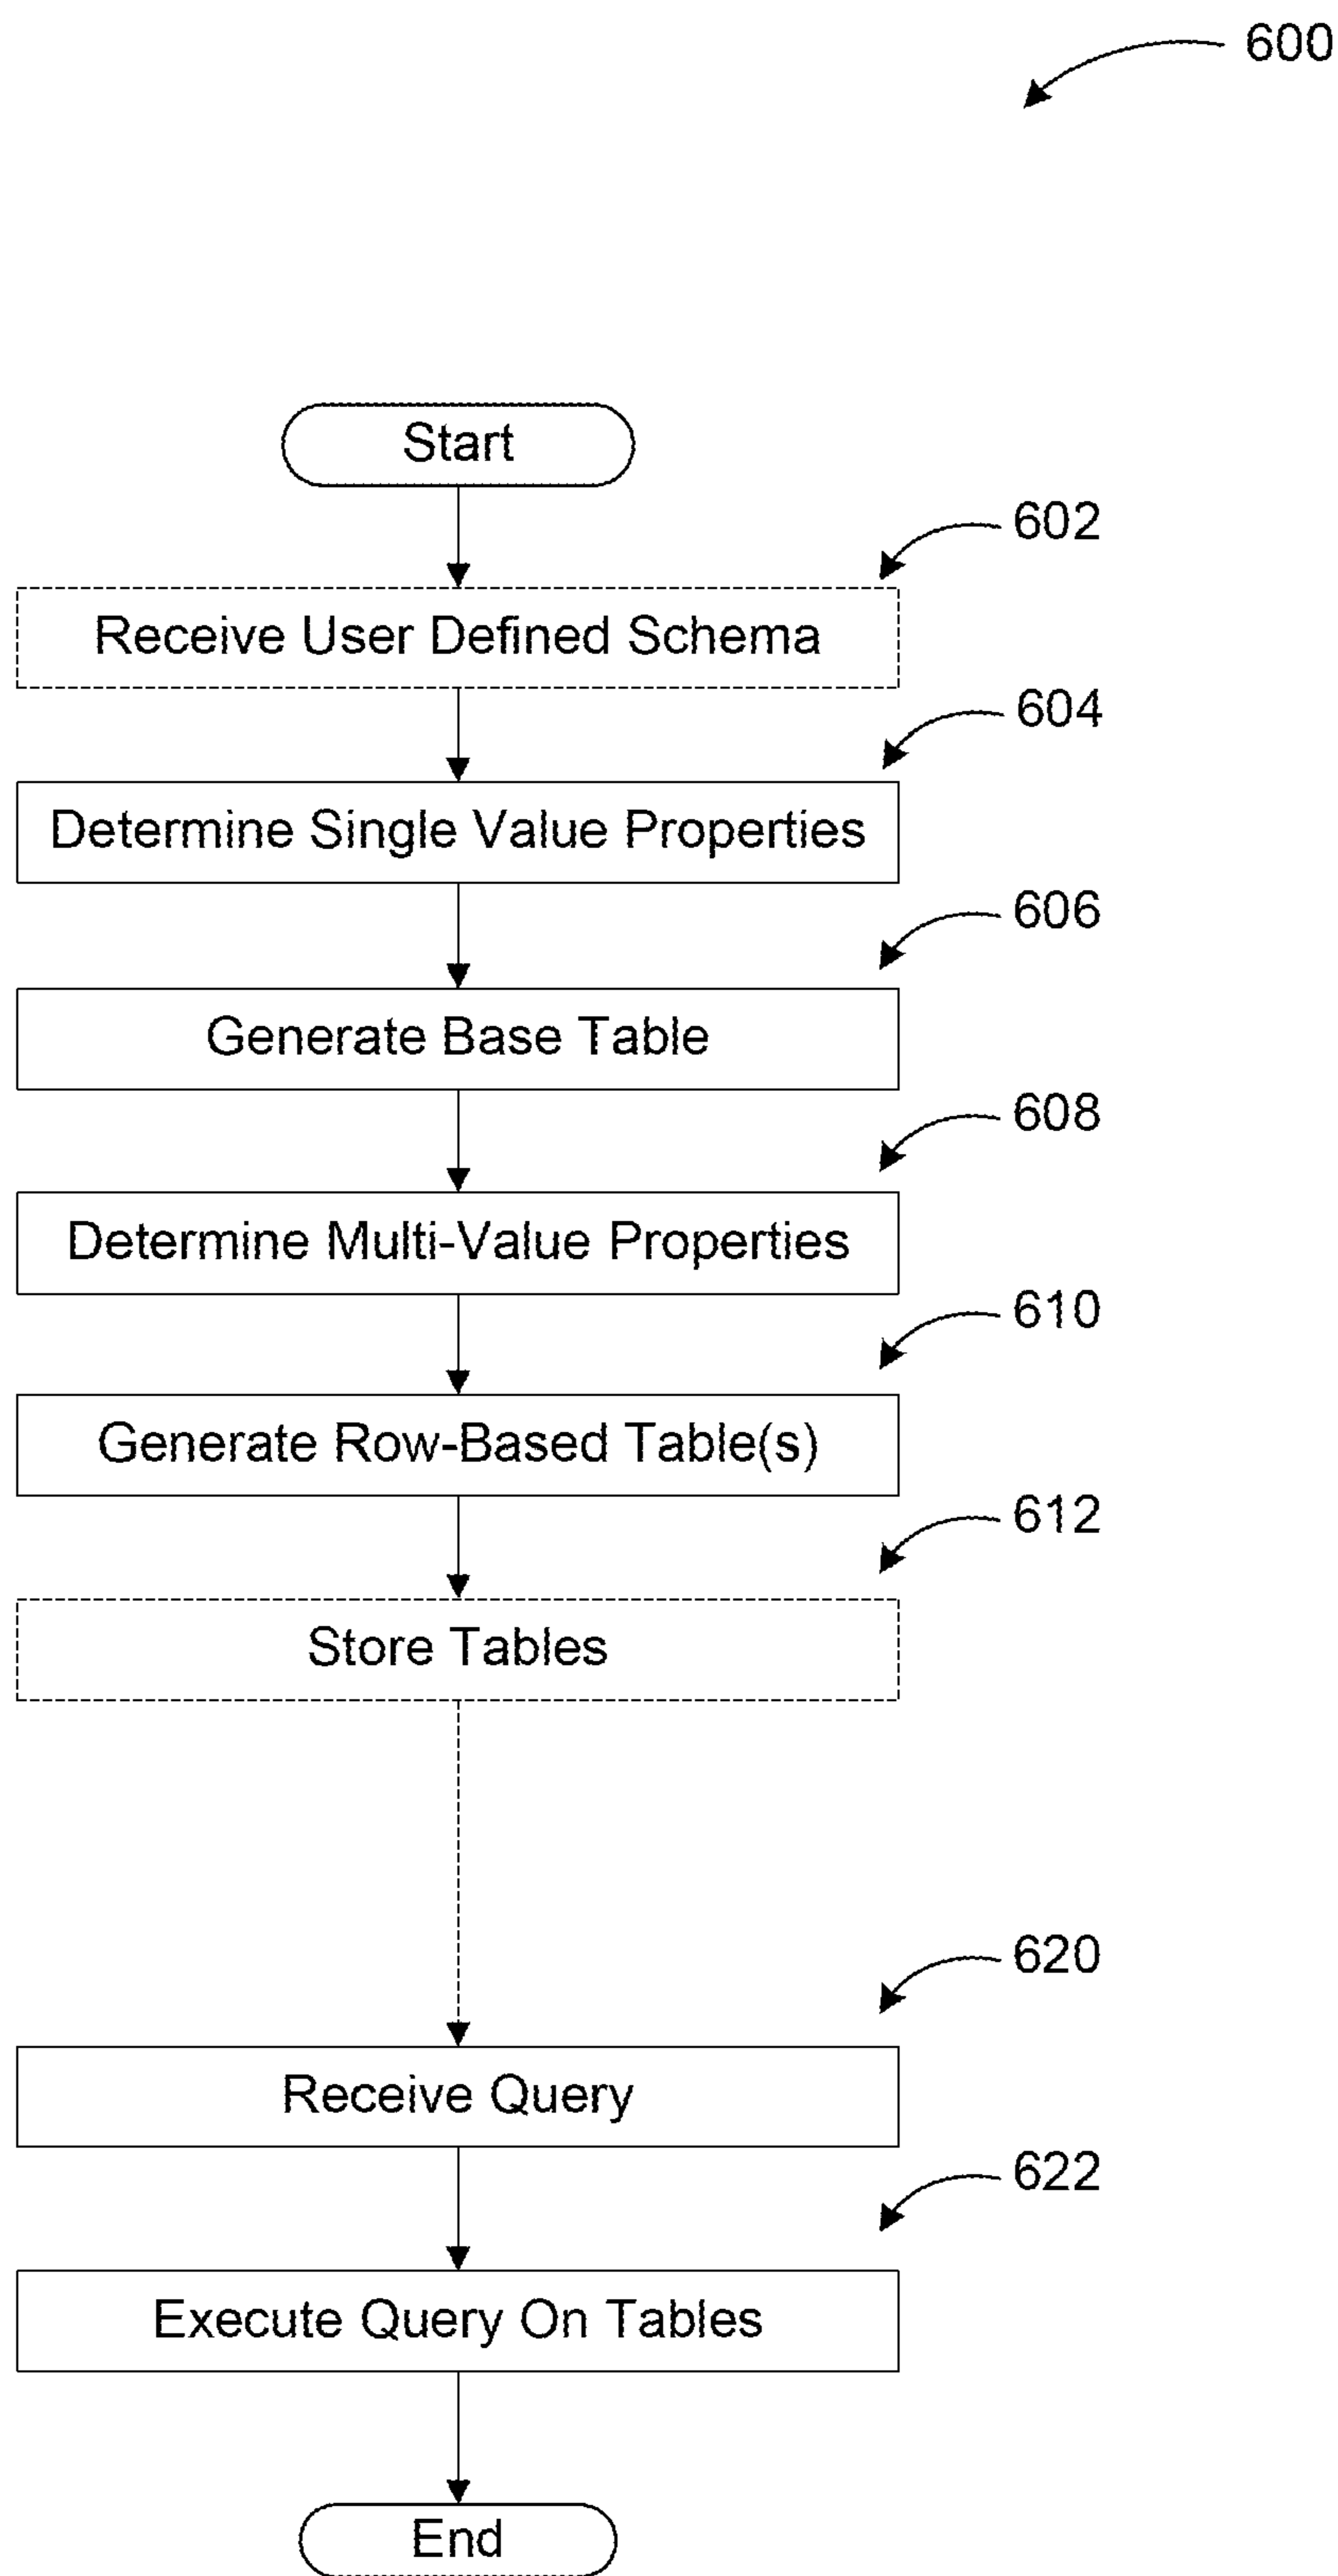 600
Start
602
Receive User Defined Schema
604
Determine Single Value Properties
606
Generate Base Table
608
Determine Multi-Value Properties
610
Generate Row-Based Table(s)
612
Store Tables
620
Receive Query
622
Execute Query On Tables
End